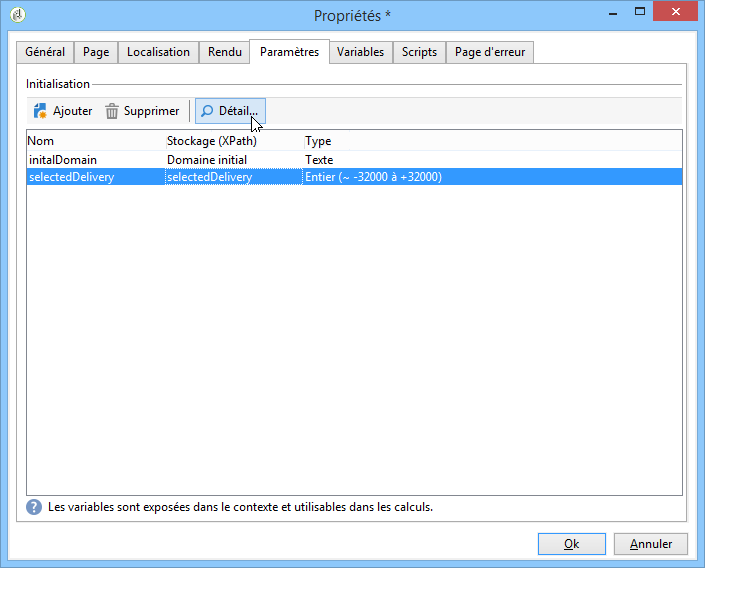 Propriétés *
Général Page Localisation Rendu Paramètres Variables Scripts Page d'erreur
Initialisation
Ajouter Supprimer Détail...
Nom Stockage (XPath) Type
initalDomain Domaine initial Texte
selectedDelivery selectedDelivery Entier (~ -32000 à +32000)
Les variables sont exposées dans le contexte et utilisables dans les calculs.
Ok Annuler